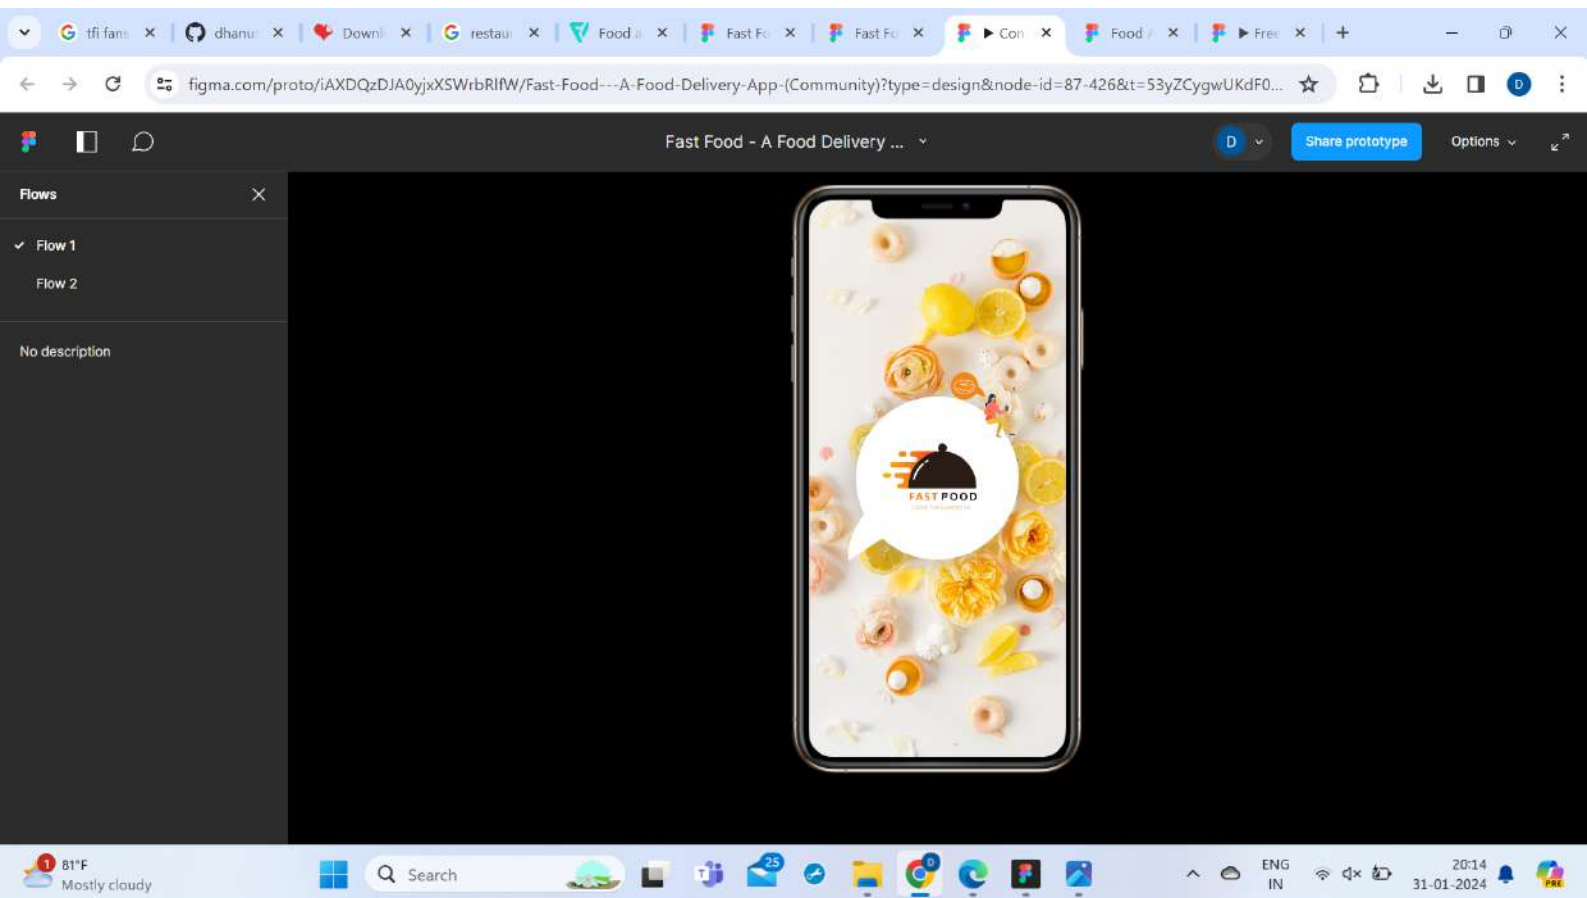 tfi fans
dhanu
Downl
restau
Food a
Fast Fo
Fast Fo
Con
Food /
Free
figma.com/proto/iAXDQzDJA0yjxXSWrbRlfW/Fast-Food---A-Food-Delivery-App-(Community)?type=design&node-id=87-426&t=53yZCygwUKdF0...
D
Fast Food - A Food Delivery ...
D
Share prototype
Options
Flows
Flow 1
Flow 2
No description
FAST FOOD
1
81°F
Mostly cloudy
Search
25
D
ENG
IN
20:14
31-01-2024
PRE